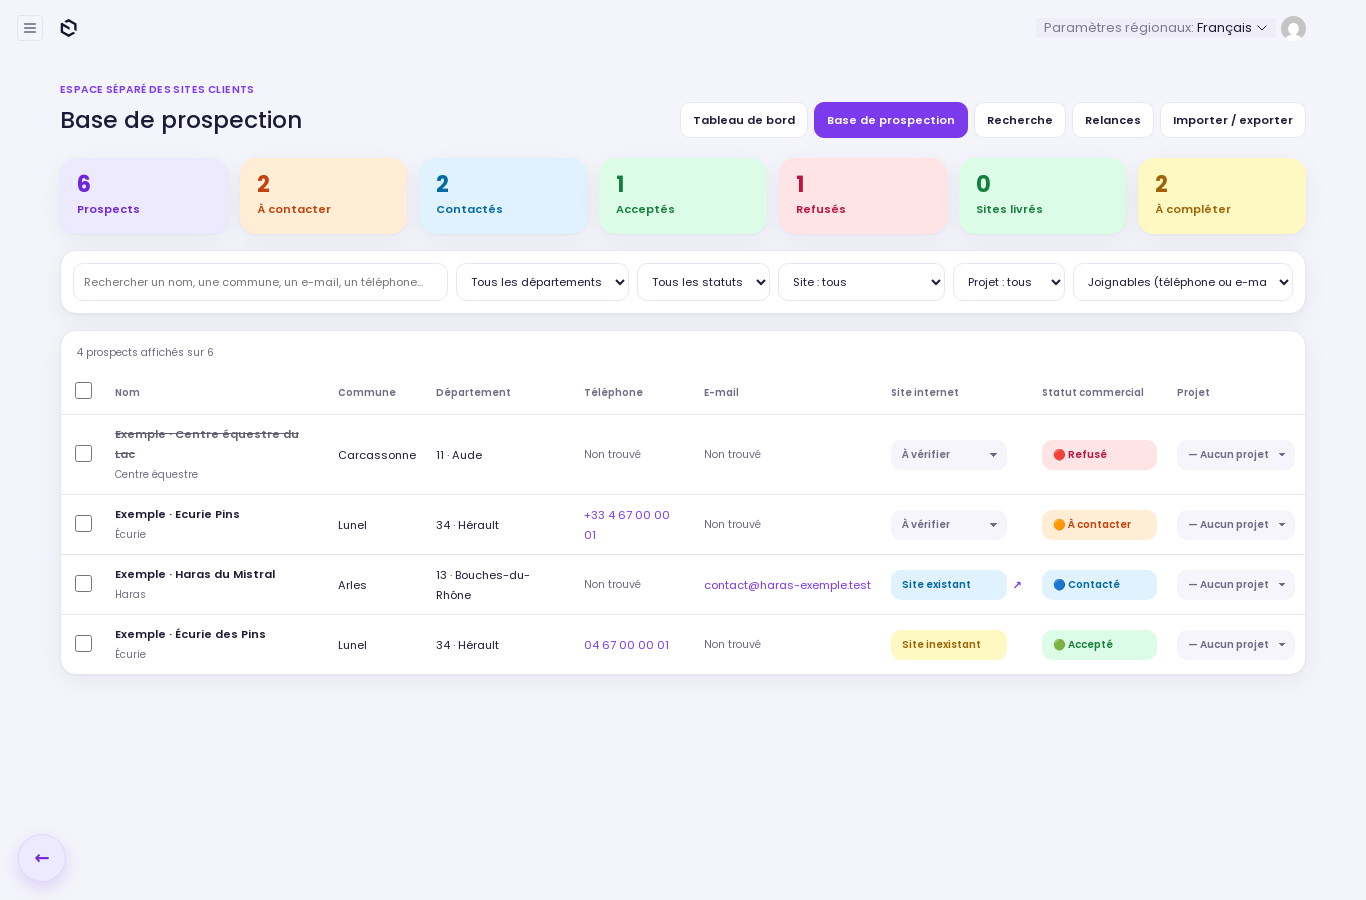 Paramètres régionaux: Français
ESPACE SÉPARÉ DES SITES CLIENTS
Base de prospection
Tableau de bord
Base de prospection
Recherche
Relances
Importer / exporter
6
Prospects
2
À contacter
2
Contactés
1
Acceptés
1
Refusés
0
Sites livrés
2
À compléter
Rechercher un nom, une commune, un e-mail, un téléphone…
Tous les départements
Tous les statuts
Site : tous
Projet : tous
Joignables (téléphone ou e-ma
4 prospects affichés sur 6
Nom Commune Département Téléphone E-mail Site internet Statut commercial Projet
Exemple · Centre équestre du
Lac
Centre équestre
Carcassonne
11 · Aude
Non trouvé
Non trouvé
À vérifier
Refusé
— Aucun projet
Exemple · Ecurie Pins
Écurie
Lunel
34 · Hérault
+33 4 67 00 00
01
Non trouvé
À vérifier
À contacter
— Aucun projet
Exemple · Haras du Mistral
Haras
Arles
13 · Bouches-du-
Rhône
Non trouvé
contact@haras-exemple.test
Site existant ↗
Contacté
— Aucun projet
Exemple · Écurie des Pins
Écurie
Lunel
34 · Hérault
04 67 00 00 01
Non trouvé
Site inexistant
Accepté
— Aucun projet
←